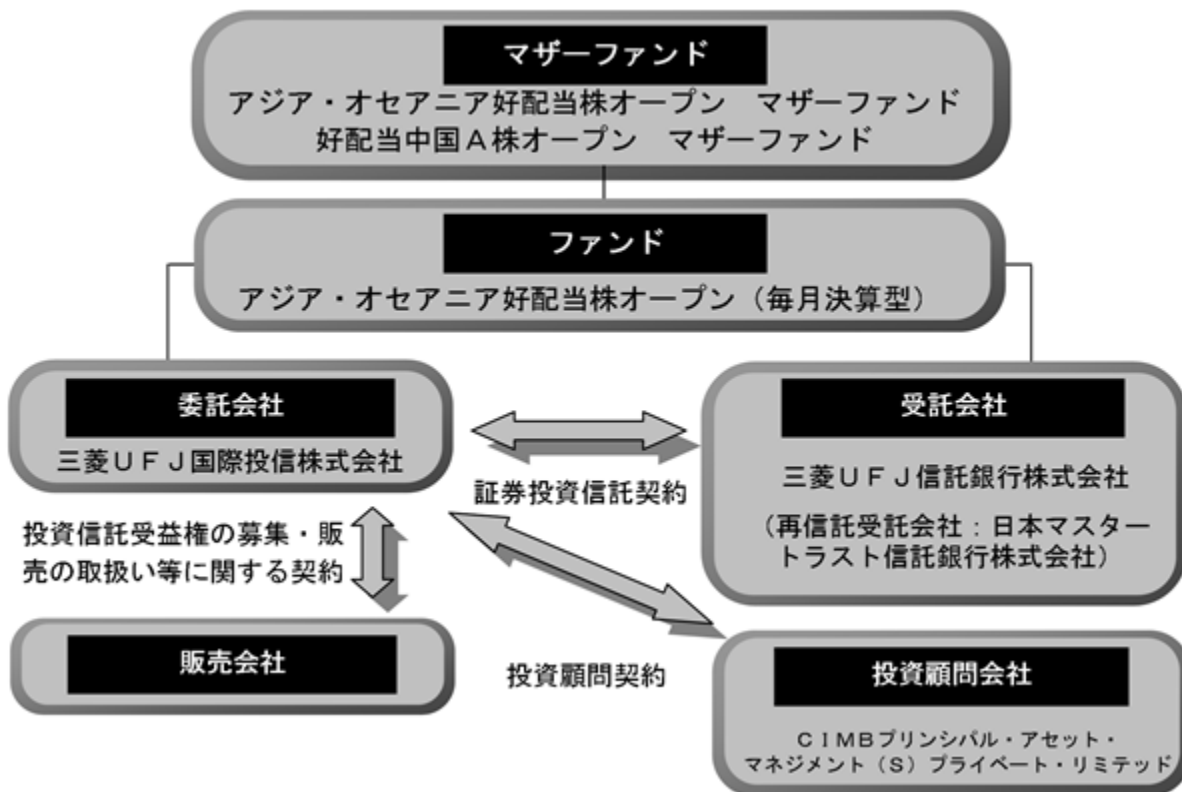 マザーファンド
アジア・オセアニア好配当株オープン　マザーファンド
好配当中国Ａ株オープン　マザーファンド
ファンド
アジア・オセアニア好配当株オープン（毎月決算型）
委託会社
三菱ＵＦＪ国際投信株式会社
受託会社
三菱ＵＦＪ信託銀行株式会社
（再信託受託会社：日本マスター
トラスト信託銀行株式会社）
証券投資信託契約
投資信託受益権の募集・販
売の取扱い等に関する契約
販売会社
投資顧問契約
投資顧問会社
ＣＩＭＢプリンシパル・アセット・
マネジメント（Ｓ）プライベート・リミテッド